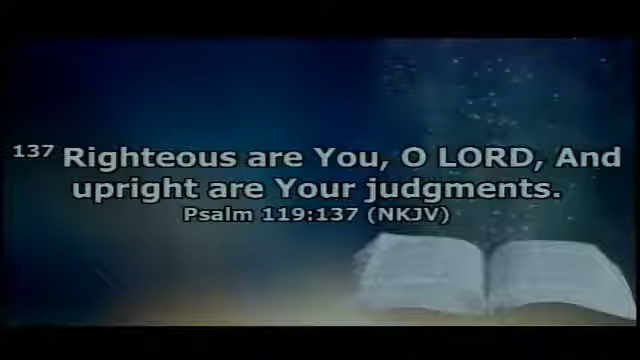 137 Righteous are You, O LORD, And
upright are Your judgments.
Psalm 119:137 (NKJV)